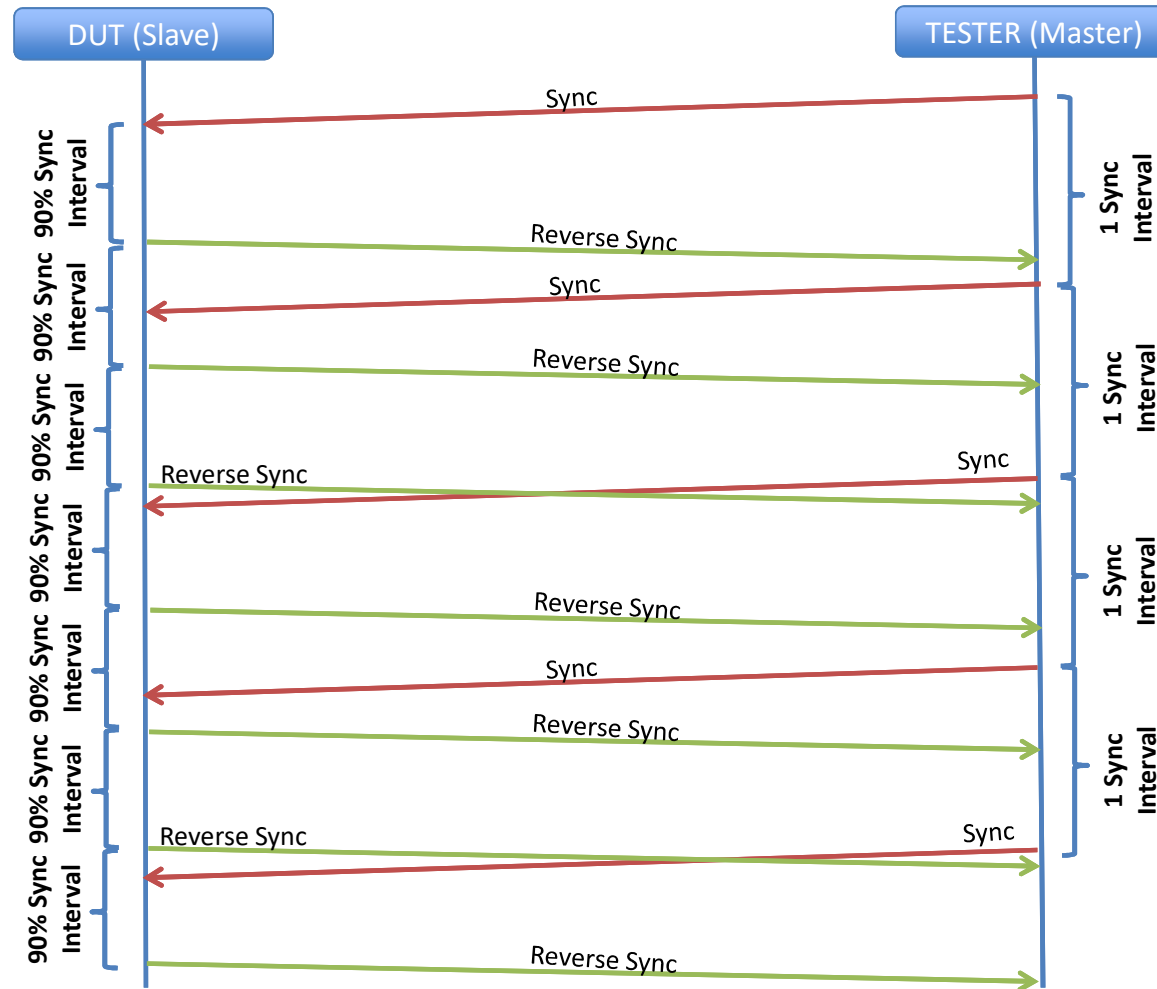 DUT (Slave)
TESTER (Master)
Sync
90% Sync
Interval
1 Sync
Interval
Reverse Sync
Sync
90% Sync
Interval
Reverse Sync
1 Sync
Interval
90% Sync
Interval
Sync
Reverse Sync
90% Sync
Interval
1 Sync
Interval
Reverse Sync
90% Sync
Interval
Sync
Reverse Sync
1 Sync
Interval
90% Sync
Interval
Reverse Sync
Sync
90% Sync
Interval
Reverse Sync